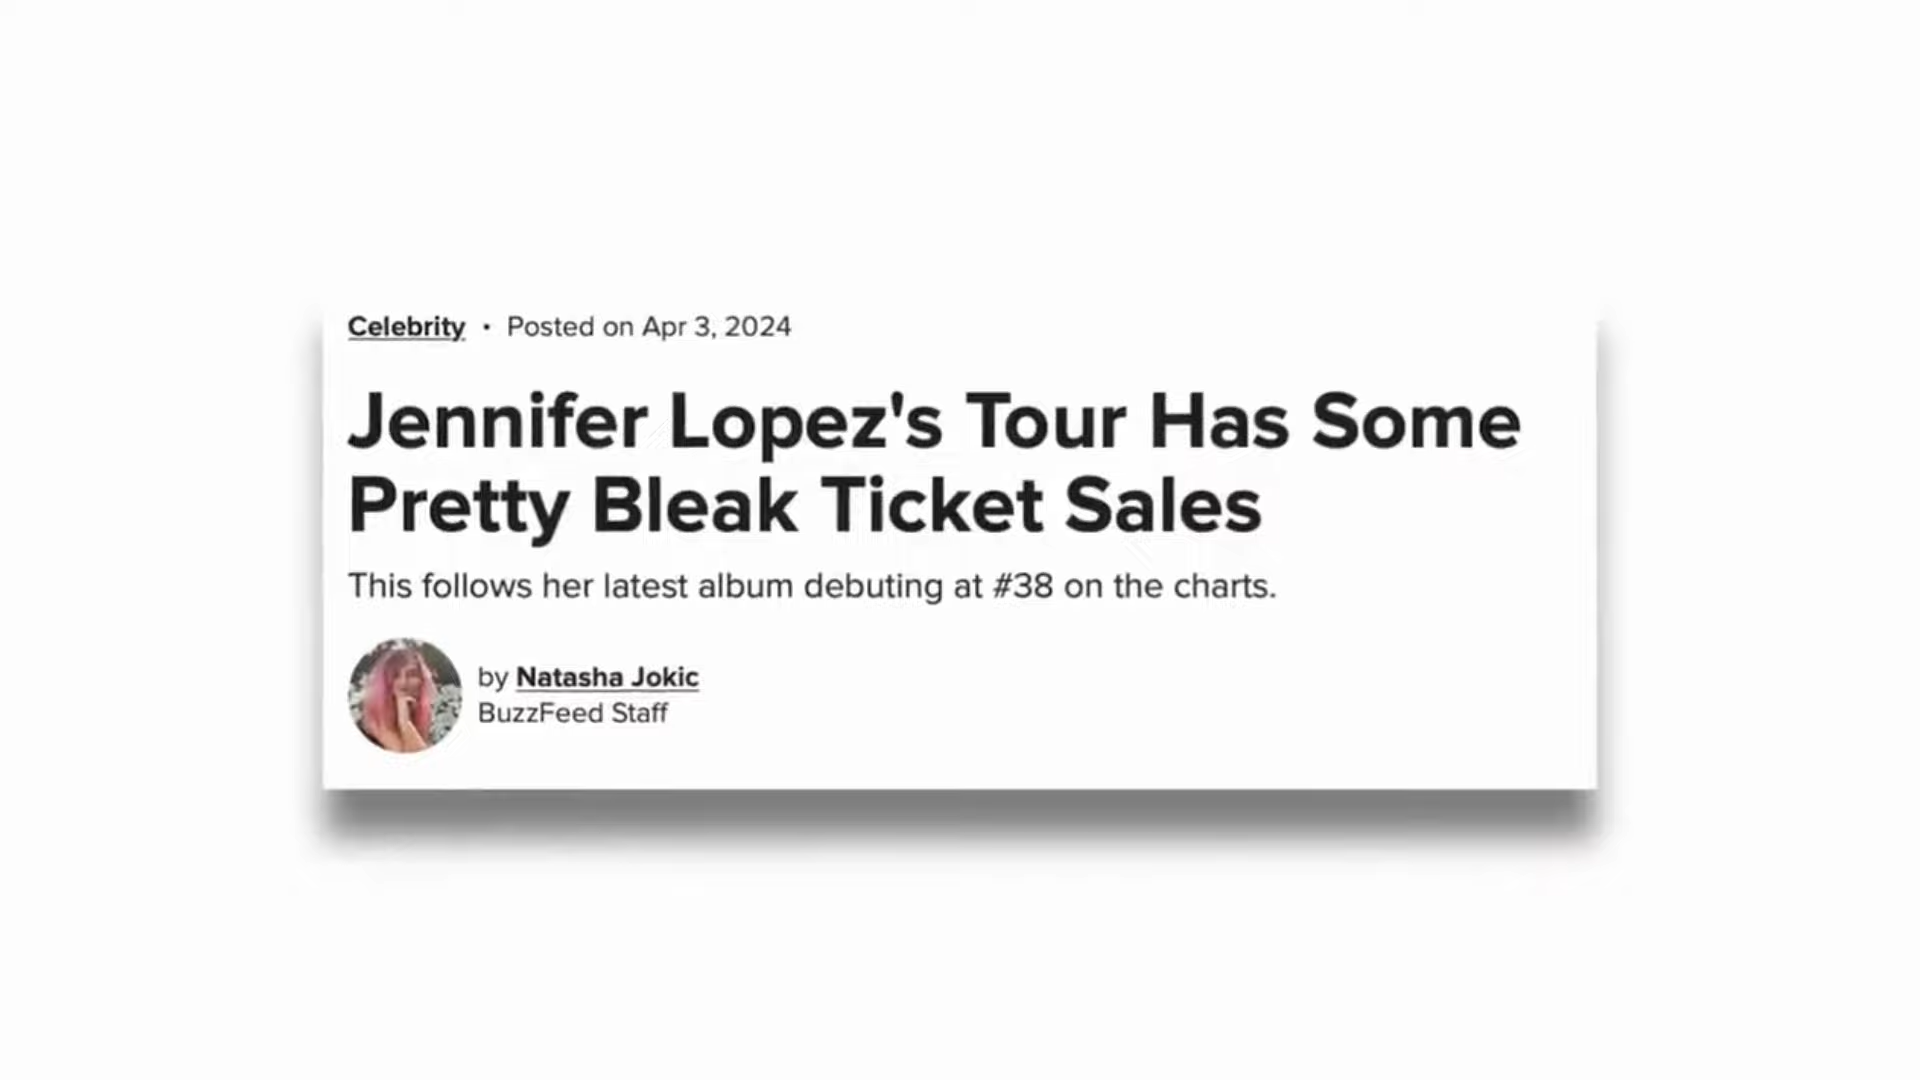 Celebrity • Posted on Apr 3, 2024
Jennifer Lopez's Tour Has Some
Pretty Bleak Ticket Sales
This follows her latest album debuting at #38 on the charts.
by Natasha Jokic
BuzzFeed Staff